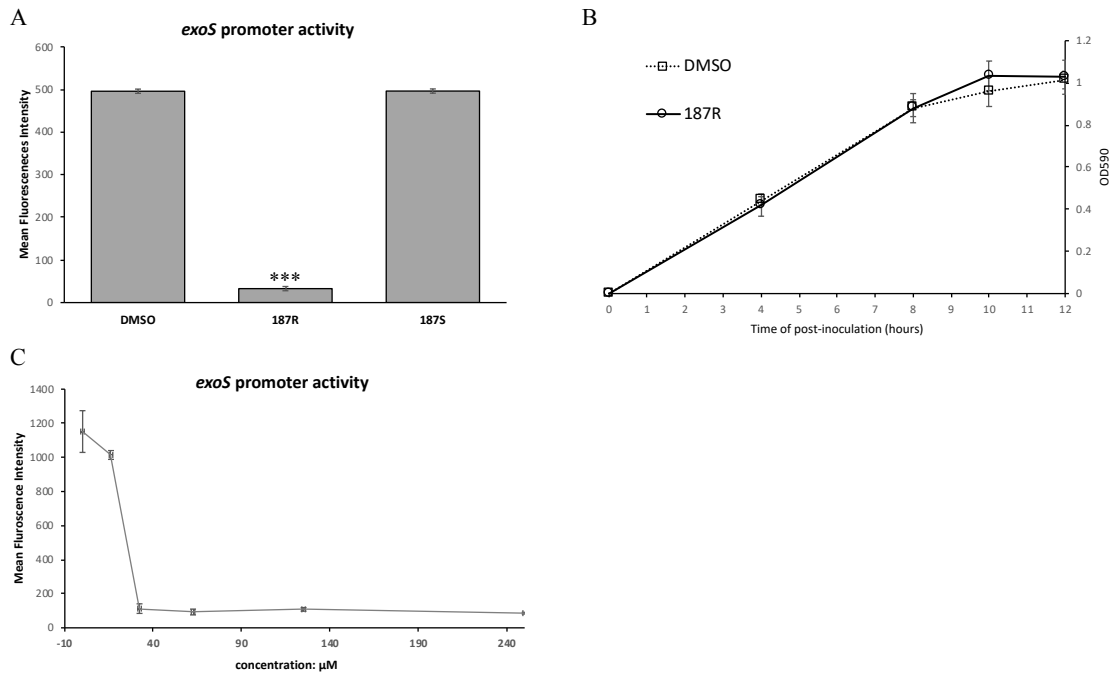 A
exoS promoter activity
Mean Fluoresceneces Intensity
600
500
400
300
200
100
0
***
DMSO 187R 187S
B
DMSO
187R
1.2
1
0.8
0.6
0.4
0.2
0
OD590
0 1 2 3 4 5 6 7 8 9 10 11 12
Time of post-inoculation (hours)
C
exoS promoter activity
Mean Fluroscence Intensity
1400
1200
1000
800
600
400
200
0
-10 40 90 140 190 240
concentration: μM